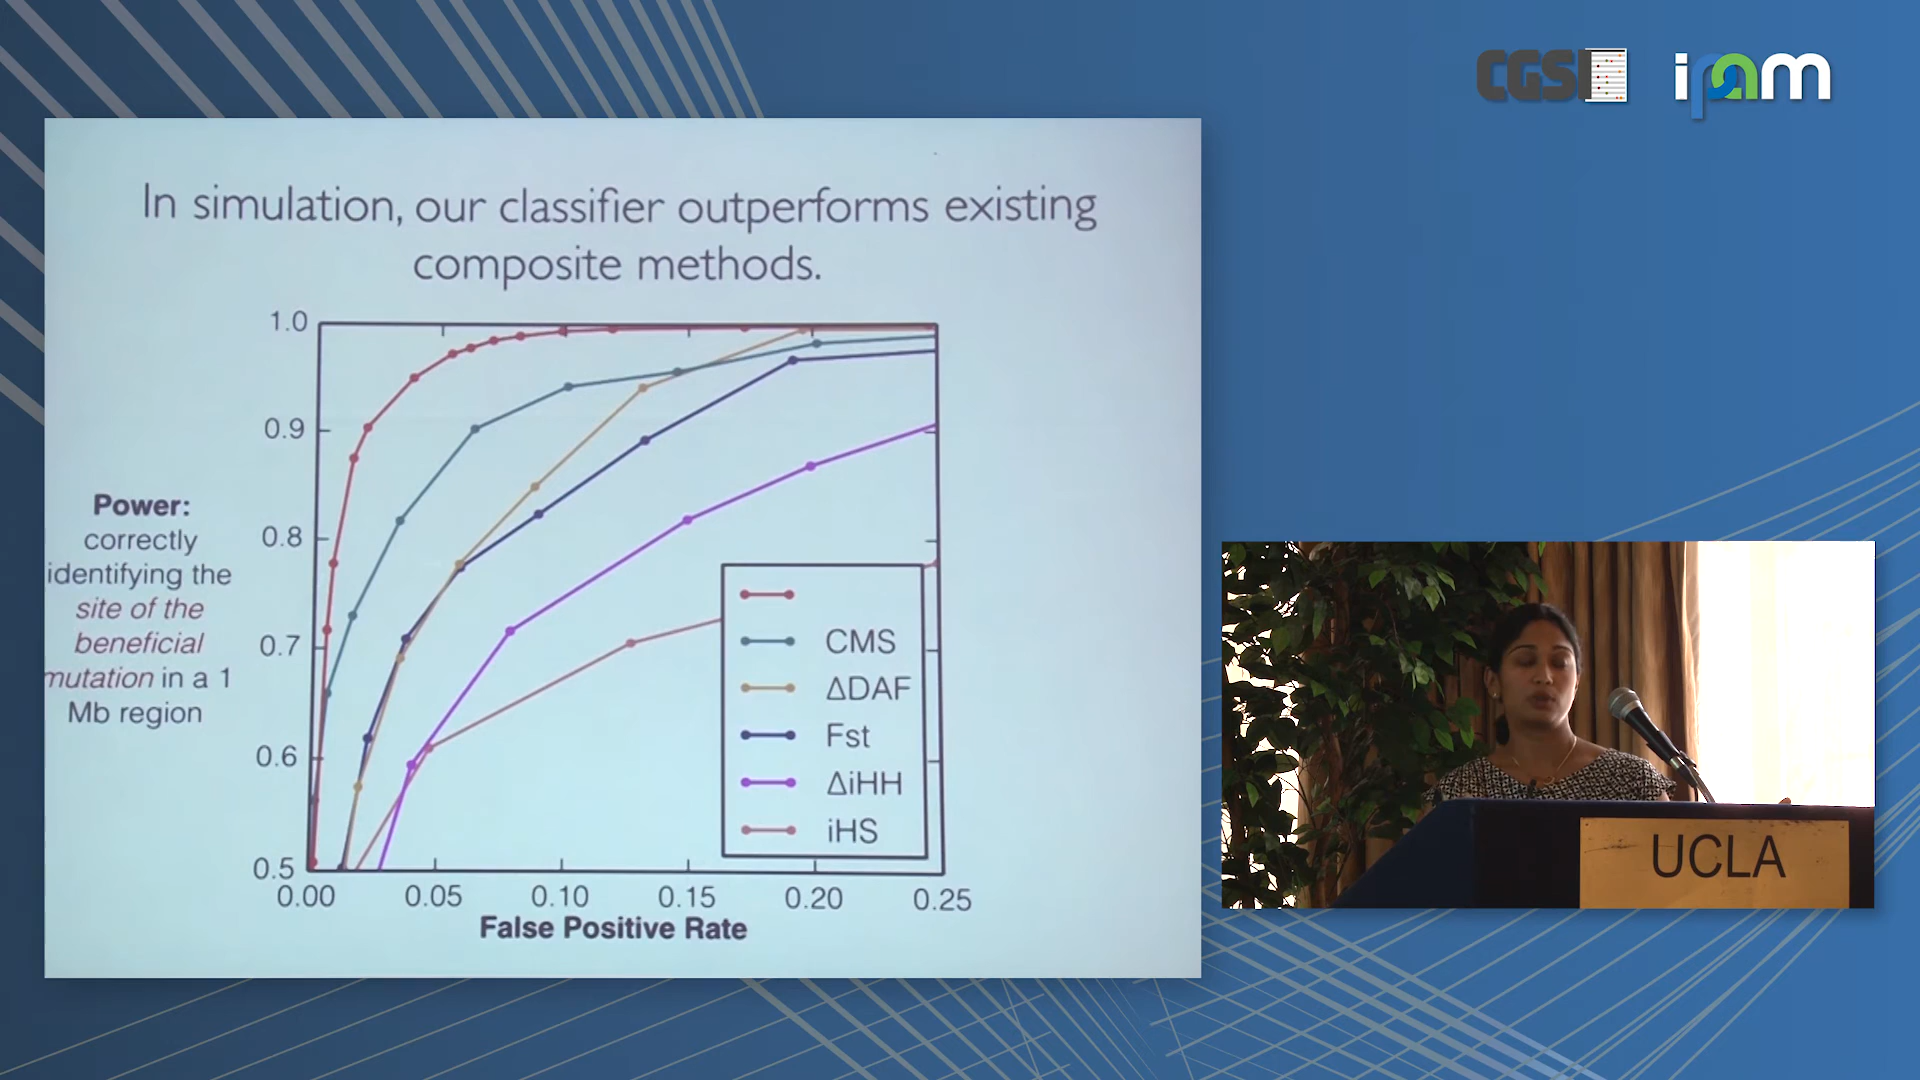 CGSI
ipam
In simulation, our classifier outperforms existing
composite methods.
1.0
0.9
0.8
0.7
0.6
0.5
Power:
correctly
identifying the
site of the
beneficial
mutation in a 1
Mb region
CMS
ΔDAF
Fst
ΔiHH
iHS
0.00 0.05 0.10 0.15 0.20 0.25
False Positive Rate
UCLA